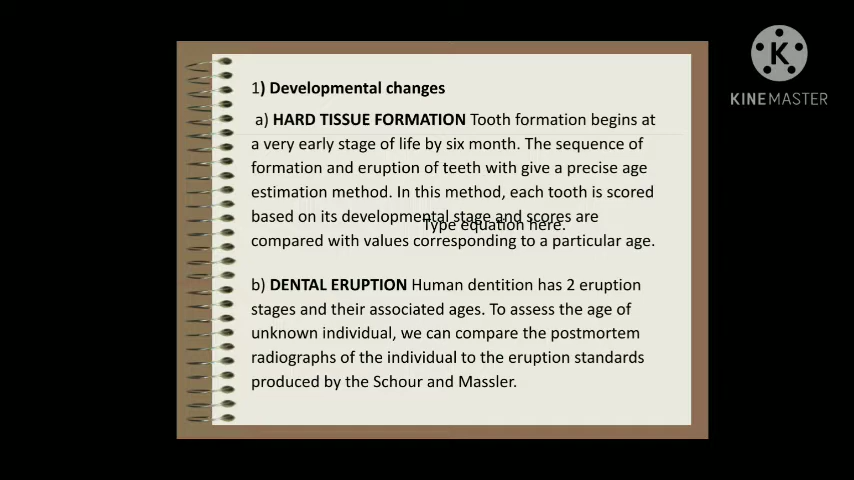 1) Developmental changes
a) HARD TISSUE FORMATION Tooth formation begins at
a very early stage of life by six month. The sequence of
formation and eruption of teeth with give a precise age
estimation method. In this method, each tooth is scored
based on its developmental stage and scores are
Type equation here.
compared with values corresponding to a particular age.
b) DENTAL ERUPTION Human dentition has 2 eruption
stages and their associated ages. To assess the age of
unknown individual, we can compare the postmortem
radiographs of the individual to the eruption standards
produced by the Schour and Massler.
K
KINEMASTER